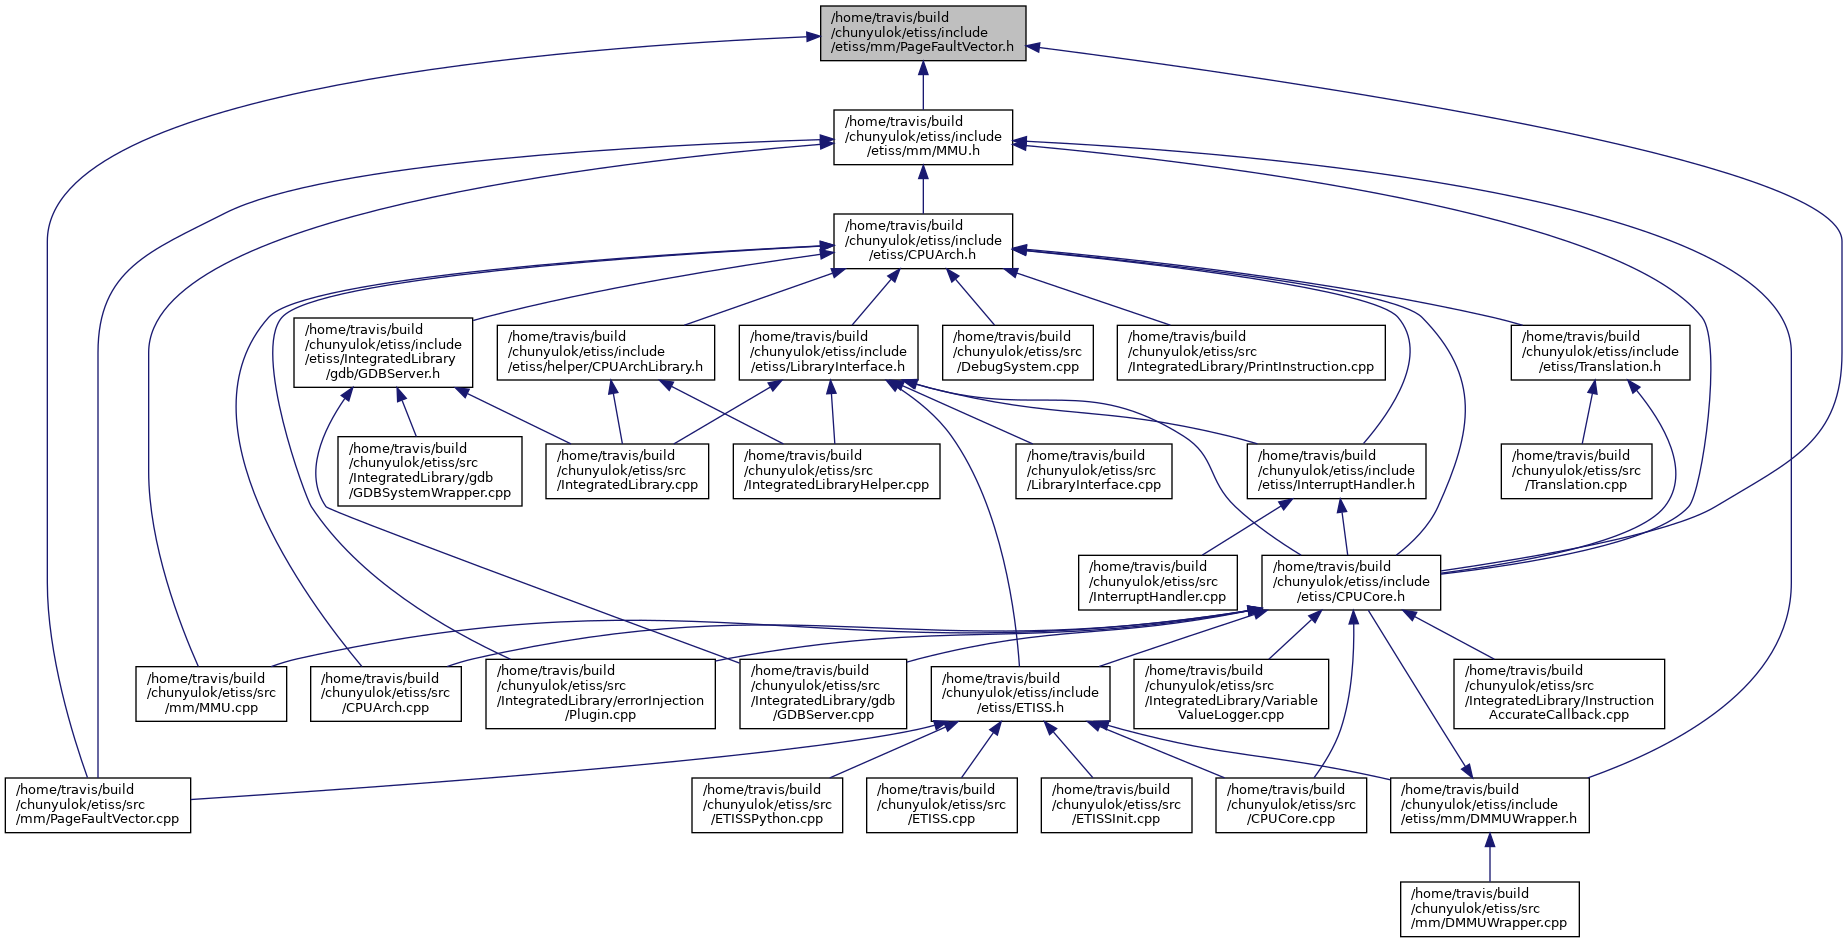 /home/travis/build
/chunyulok/etiss/include
/etiss/mm/PageFaultVector.h
/home/travis/build
/chunyulok/etiss/include
/etiss/mm/MMU.h
/home/travis/build
/chunyulok/etiss/include
/etiss/CPUArch.h
/home/travis/build
/chunyulok/etiss/include
/etiss/IntegratedLibrary
/gdb/GDBServer.h
/home/travis/build
/chunyulok/etiss/include
/etiss/helper/CPUArchLibrary.h
/home/travis/build
/chunyulok/etiss/include
/etiss/LibraryInterface.h
/home/travis/build
/chunyulok/etiss/src
/DebugSystem.cpp
/home/travis/build
/chunyulok/etiss/src
/IntegratedLibrary/PrintInstruction.cpp
/home/travis/build
/chunyulok/etiss/include
/etiss/Translation.h
/home/travis/build
/chunyulok/etiss/src
/IntegratedLibrary/gdb
/GDBSystemWrapper.cpp
/home/travis/build
/chunyulok/etiss/src
/IntegratedLibrary.cpp
/home/travis/build
/chunyulok/etiss/src
/IntegratedLibraryHelper.cpp
/home/travis/build
/chunyulok/etiss/src
/LibraryInterface.cpp
/home/travis/build
/chunyulok/etiss/include
/etiss/InterruptHandler.h
/home/travis/build
/chunyulok/etiss/src
/Translation.cpp
/home/travis/build
/chunyulok/etiss/src
/InterruptHandler.cpp
/home/travis/build
/chunyulok/etiss/include
/etiss/CPUCore.h
/home/travis/build
/chunyulok/etiss/src
/mm/MMU.cpp
/home/travis/build
/chunyulok/etiss/src
/CPUArch.cpp
/home/travis/build
/chunyulok/etiss/src
/IntegratedLibrary/errorInjection
/Plugin.cpp
/home/travis/build
/chunyulok/etiss/src
/IntegratedLibrary/gdb
/GDBServer.cpp
/home/travis/build
/chunyulok/etiss/include
/etiss/ETISS.h
/home/travis/build
/chunyulok/etiss/src
/IntegratedLibrary/Variable
ValueLogger.cpp
/home/travis/build
/chunyulok/etiss/src
/IntegratedLibrary/Instruction
AccurateCallback.cpp
/home/travis/build
/chunyulok/etiss/src
/mm/PageFaultVector.cpp
/home/travis/build
/chunyulok/etiss/src
/ETISSPython.cpp
/home/travis/build
/chunyulok/etiss/src
/ETISS.cpp
/home/travis/build
/chunyulok/etiss/src
/ETISSInit.cpp
/home/travis/build
/chunyulok/etiss/src
/CPUCore.cpp
/home/travis/build
/chunyulok/etiss/include
/etiss/mm/DMMUWrapper.h
/home/travis/build
/chunyulok/etiss/src
/mm/DMMUWrapper.cpp